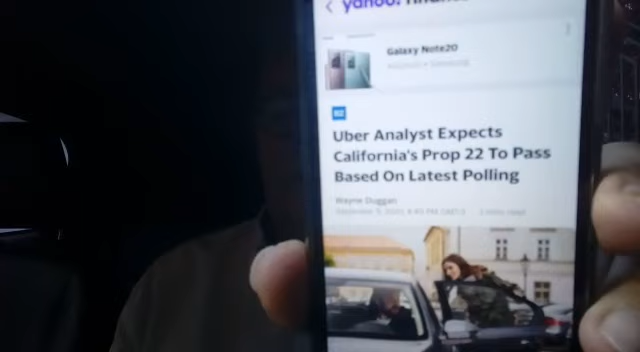 yahoo!
Galaxy Note20
Uber Analyst Expects
California's Prop 22 To Pass
Based On Latest Polling
Wayne Duggan